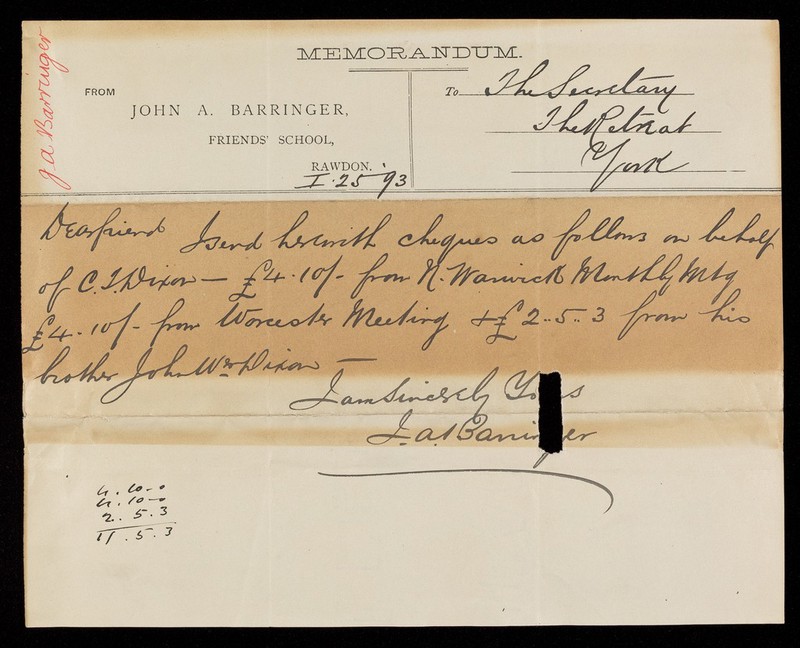 J. A. Barringer
MEMORANDUM.
FROM
JOHN A. BARRINGER,
FRIENDS' SCHOOL,
RAWDON.
I. 25 '93
To The Secretary
The Retreat
York
Dear friend I send herewith cheques as follows on behalf
of C. I. Dixon — £4. 10/- from N. Warwick Monthly Mtg
£4. 10/- from Worcester Meeting & £2..5..3 from his
brother John Wm Dixon —
I am Sincerely
J. A. Barringer
4. 10. 0
4. 10 0
2. 5. 3
11. 5. 3